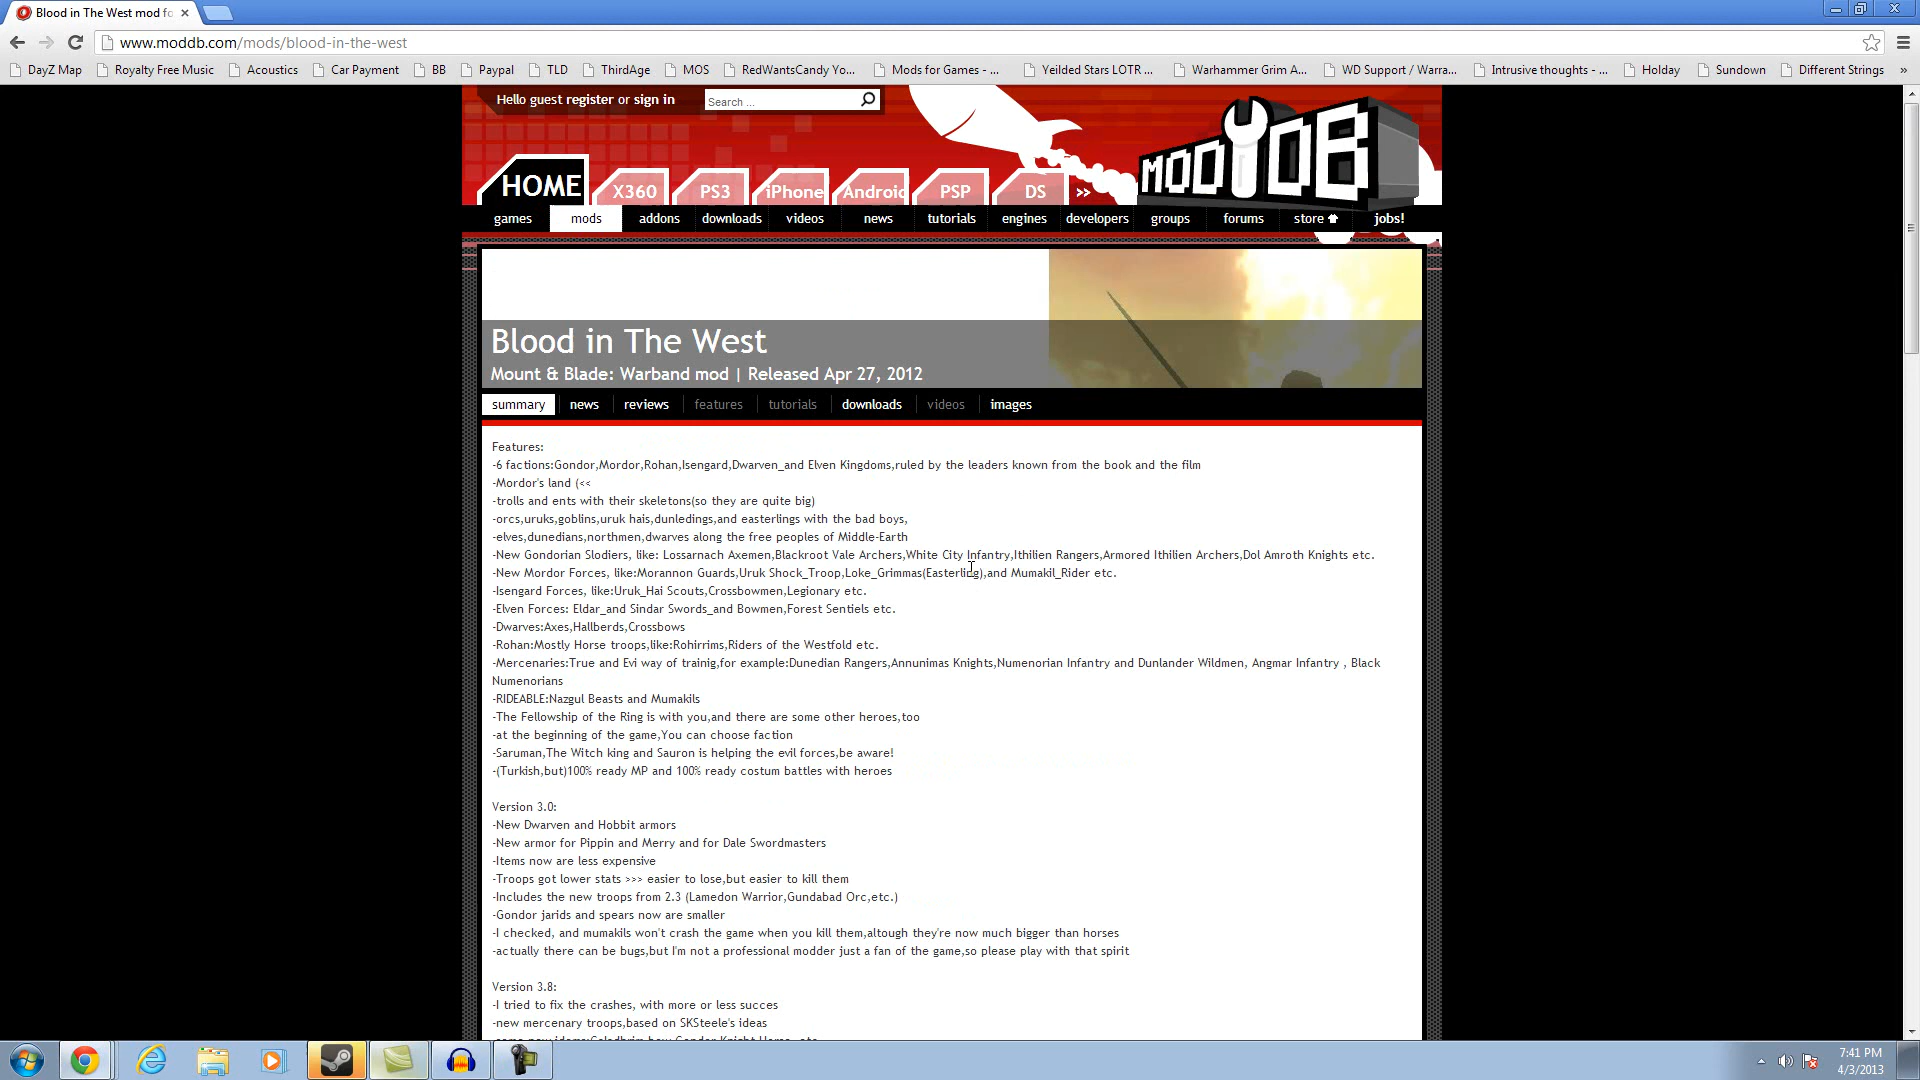 Blood in The West mod fo
www.moddb.com/mods/blood-in-the-west
DayZ Map Royalty Free Music Acoustics Car Payment BB Paypal TLD ThirdAge MOS RedWantsCandy Yo... Mods for Games - ... Yeilded Stars LOTR ... Warhammer Grim A... WD Support / Warra... Intrusive thoughts - ... Holday Sundown Different Strings »
Hello guest register or sign in Search ...
MOD DB
HOME X360 PS3 iPhone Android PSP DS >>
games mods addons downloads videos news tutorials engines developers groups forums store jobs!
Blood in The West
Mount & Blade: Warband mod | Released Apr 27, 2012
summary news reviews features tutorials downloads videos images
Features:
-6 factions:Gondor,Mordor,Rohan,Isengard,Dwarven_and Elven Kingdoms,ruled by the leaders known from the book and the film
-Mordor's land (<<
-trolls and ents with their skeletons(so they are quite big)
-orcs,uruks,goblins,uruk hais,dunledings,and easterlings with the bad boys,
-elves,dunedians,northmen,dwarves along the free peoples of Middle-Earth
-New Gondorian Slodiers, like: Lossarnach Axemen,Blackroot Vale Archers,White City Infantry,Ithilien Rangers,Armored Ithilien Archers,Dol Amroth Knights etc.
-New Mordor Forces, like:Morannon Guards,Uruk Shock_Troop,Loke_Grimmas(Easterling),and Mumakil_Rider etc.
-Isengard Forces, like:Uruk_Hai Scouts,Crossbowmen,Legionary etc.
-Elven Forces: Eldar_and Sindar Swords_and Bowmen,Forest Sentiels etc.
-Dwarves:Axes,Hallberds,Crossbows
-Rohan:Mostly Horse troops,like:Rohirrims,Riders of the Westfold etc.
-Mercenaries:True and Evi way of trainig,for example:Dunedian Rangers,Annunimas Knights,Numenorian Infantry and Dunlander Wildmen, Angmar Infantry , Black
Numenorians
-RIDEABLE:Nazgul Beasts and Mumakils
-The Fellowship of the Ring is with you,and there are some other heroes,too
-at the beginning of the game,You can choose faction
-Saruman,The Witch king and Sauron is helping the evil forces,be aware!
-(Turkish,but)100% ready MP and 100% ready costum battles with heroes
Version 3.0:
-New Dwarven and Hobbit armors
-New armor for Pippin and Merry and for Dale Swordmasters
-Items now are less expensive
-Troops got lower stats >>> easier to lose,but easier to kill them
-Includes the new troops from 2.3 (Lamedon Warrior,Gundabad Orc,etc.)
-Gondor jarids and spears now are smaller
-I checked, and mumakils won't crash the game when you kill them,altough they're now much bigger than horses
-actually there can be bugs,but I'm not a professional modder just a fan of the game,so please play with that spirit
Version 3.8:
-I tried to fix the crashes, with more or less succes
-new mercenary troops,based on SKSteele's ideas
7:41 PM
4/3/2013